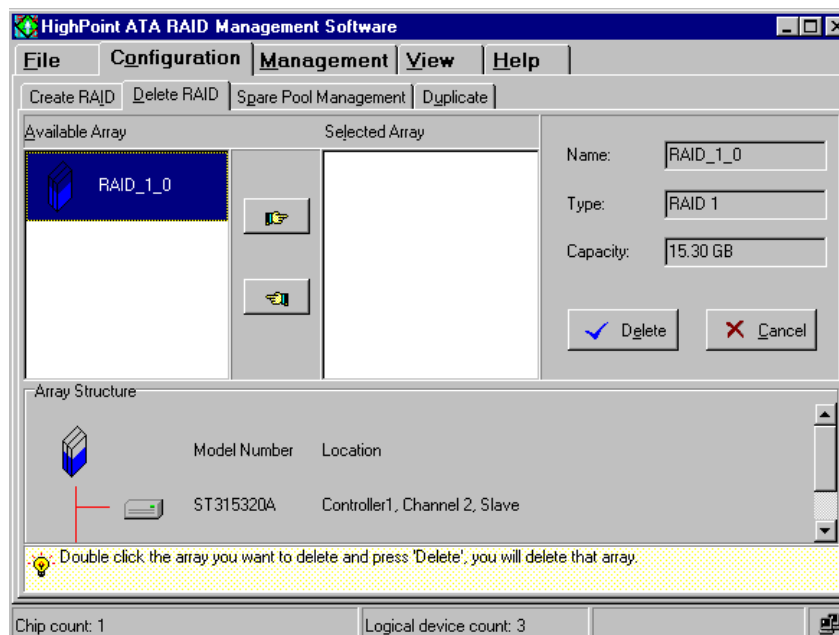 HighPoint ATA RAID Management Software
File Configuration Management View Help
Create RAID Delete RAID Spare Pool Management Duplicate
Available Array Selected Array
RAID_1_0
Name: RAID_1_0
Type: RAID 1
Capacity: 15.30 GB
Delete Cancel
Array Structure
Model Number Location
ST315320A Controller1, Channel 2, Slave
Double click the array you want to delete and press 'Delete', you will delete that array.
Chip count: 1 Logical device count: 3